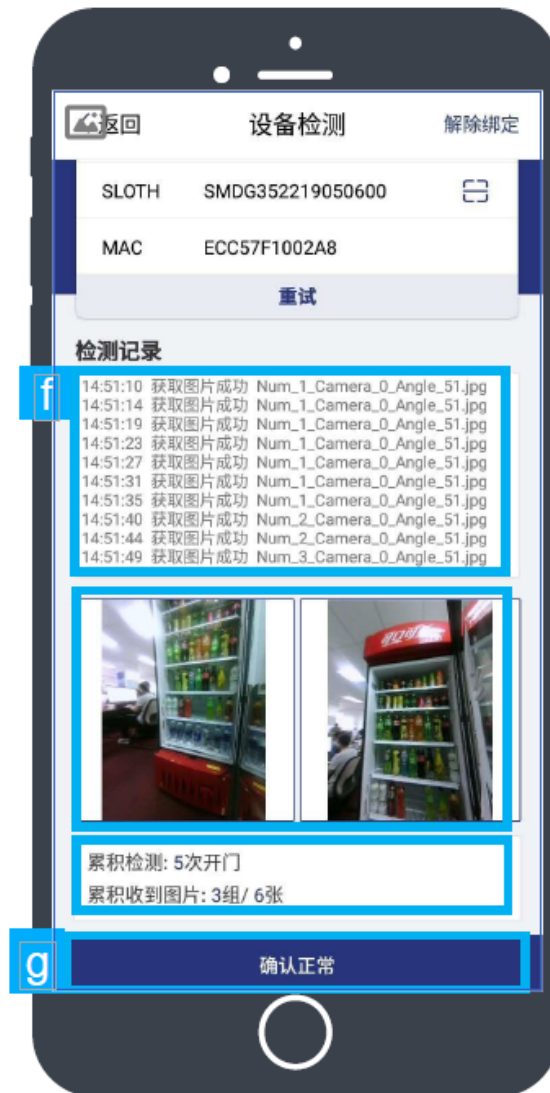 返回 设备检测 解除绑定
SLOTH SMDG352219050600
MAC ECC57F1002A8
重试
检测记录
f
14:51:10 获取图片成功 Num_1_Camera_0_Angle_51.jpg
14:51:14 获取图片成功 Num_1_Camera_0_Angle_51.jpg
14:51:19 获取图片成功 Num_1_Camera_0_Angle_51.jpg
14:51:23 获取图片成功 Num_1_Camera_0_Angle_51.jpg
14:51:27 获取图片成功 Num_1_Camera_0_Angle_51.jpg
14:51:31 获取图片成功 Num_1_Camera_0_Angle_51.jpg
14:51:35 获取图片成功 Num_1_Camera_0_Angle_51.jpg
14:51:40 获取图片成功 Num_2_Camera_0_Angle_51.jpg
14:51:44 获取图片成功 Num_2_Camera_0_Angle_51.jpg
14:51:49 获取图片成功 Num_3_Camera_0_Angle_51.jpg
可口可
累积检测: 5次开门
累积收到图片: 3组/ 6张
g
确认正常